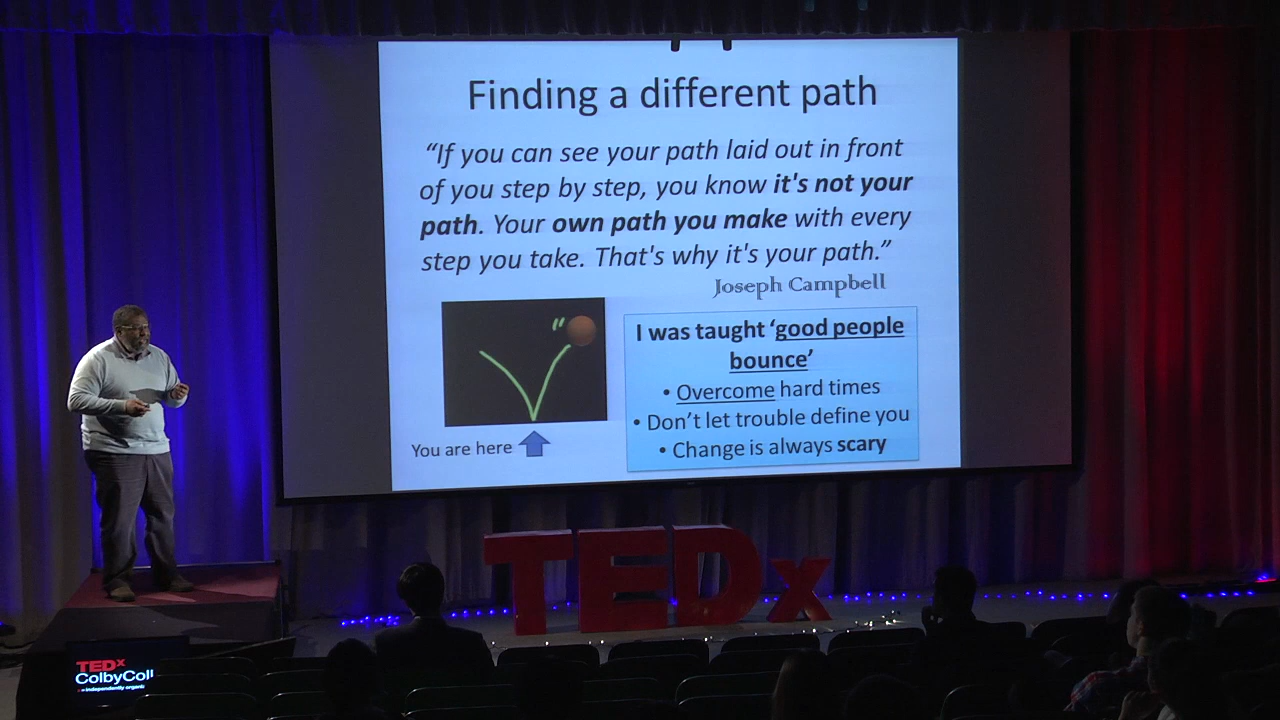 Finding a different path
“If you can see your path laid out in front
of you step by step, you know it's not your
path. Your own path you make with every
step you take. That's why it's your path.”
Joseph Campbell
I was taught ‘good people
bounce’
• Overcome hard times
• Don’t let trouble define you
• Change is always scary
You are here
TEDx
TEDx
ColbyColl